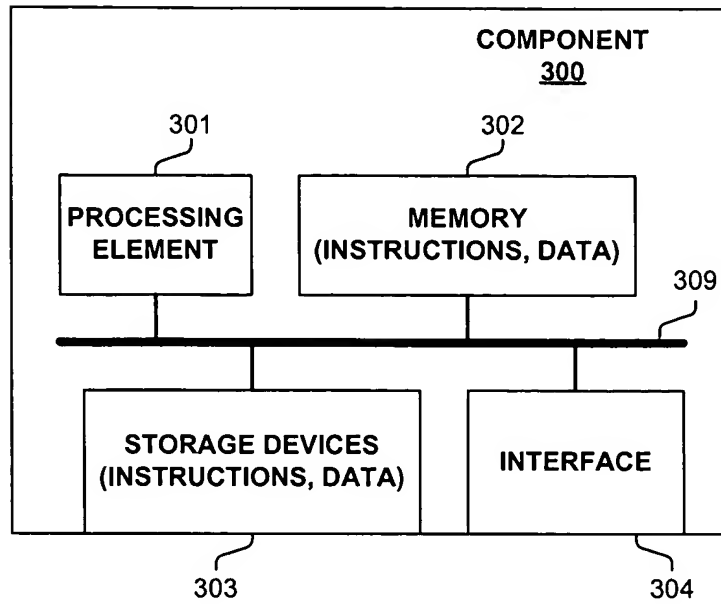 COMPONENT
300
301
302
PROCESSING
ELEMENT
MEMORY
(INSTRUCTIONS, DATA)
309
STORAGE DEVICES
(INSTRUCTIONS, DATA)
INTERFACE
303
304